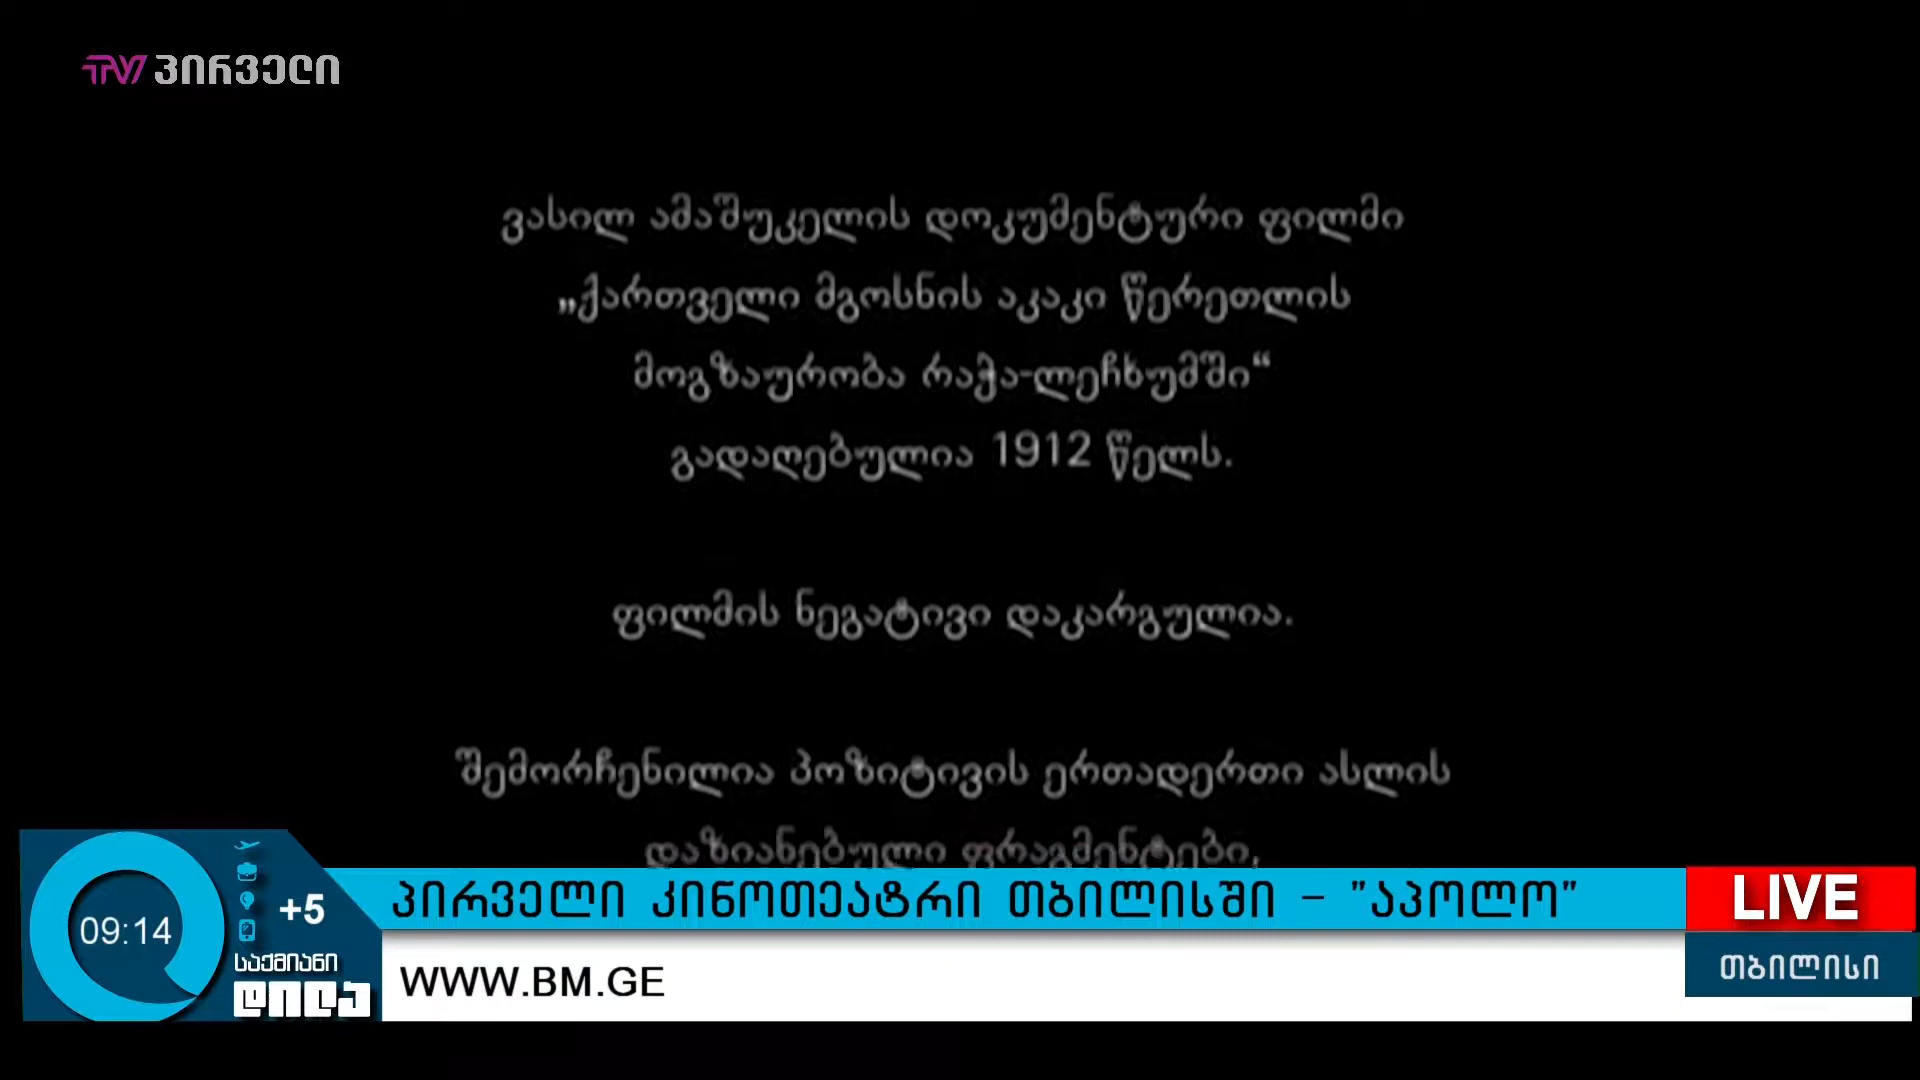 TV პირველი
ვასილ ამაშუკელის დოკუმენტური ფილმი
„ქართველი მგოსნის აკაკი წერეთლის
მოგზაურობა რაჭა-ლეჩხუმში“
გადაღებულია 1912 წელს.
ფილმის ნეგატივი დაკარგულია.
შემორჩენილია პოზიტივის ერთადერთი ასლის
დაზიანებული ფრაგმენტები,
პირველი კინოთეატრი თბილისში – "აპოლო"
LIVE
09:14
+5
საქმიანი
დილა
WWW.BM.GE
თბილისი